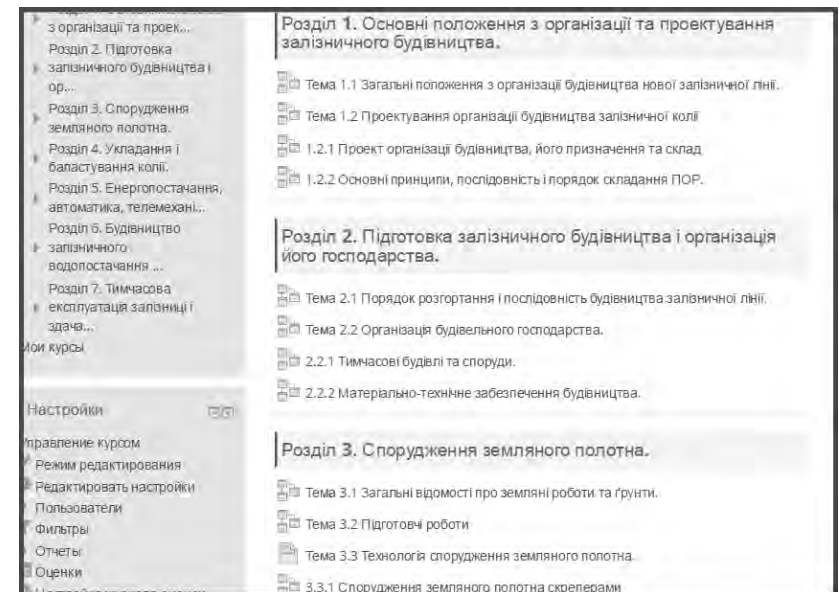 з організації та проек...
Розділ 2. Підготовка
залізничного будівництва і
ор...
Розділ 3. Спорудження
земляного полотна.
Розділ 4. Укладання і
баластування колії.
Розділ 5. Енергопостачання,
автоматика, телемехані...
Розділ 6. Будівництво
залізничного
водопостачання ...
Розділ 7. Тимчасова
експлуатація залізниці і
здача...
Мои курсы
Настройки
Управление курсом
Режим редактирования
Редактировать настройки
Пользователи
Фильтры
Отчеты
Оценки
Розділ 1. Основні положення з організації та проектування
залізничного будівництва.
Тема 1.1 Загальні положення з організації будівництва нової залізничної лінії.
Тема 1.2 Проектування організації будівництва залізничної колії
1.2.1 Проект організації будівництва, його призначення та склад
1.2.2 Основні принципи, послідовність і порядок складання ПОР.
Розділ 2. Підготовка залізничного будівництва і організація
його господарства.
Тема 2.1 Порядок розгортання і послідовність будівництва залізничної лінії.
Тема 2.2 Організація будівельного господарства.
2.2.1 Тимчасові будівлі та споруди.
2.2.2 Матеріально-технічне забезпечення будівництва.
Розділ 3. Спорудження земляного полотна.
Тема 3.1 Загальні відомості про земляні роботи та ґрунти.
Тема 3.2 Підготовчі роботи
Тема 3.3 Технологія спорудження земляного полотна.
3.3.1 Спорудження земляного полотна скреперами